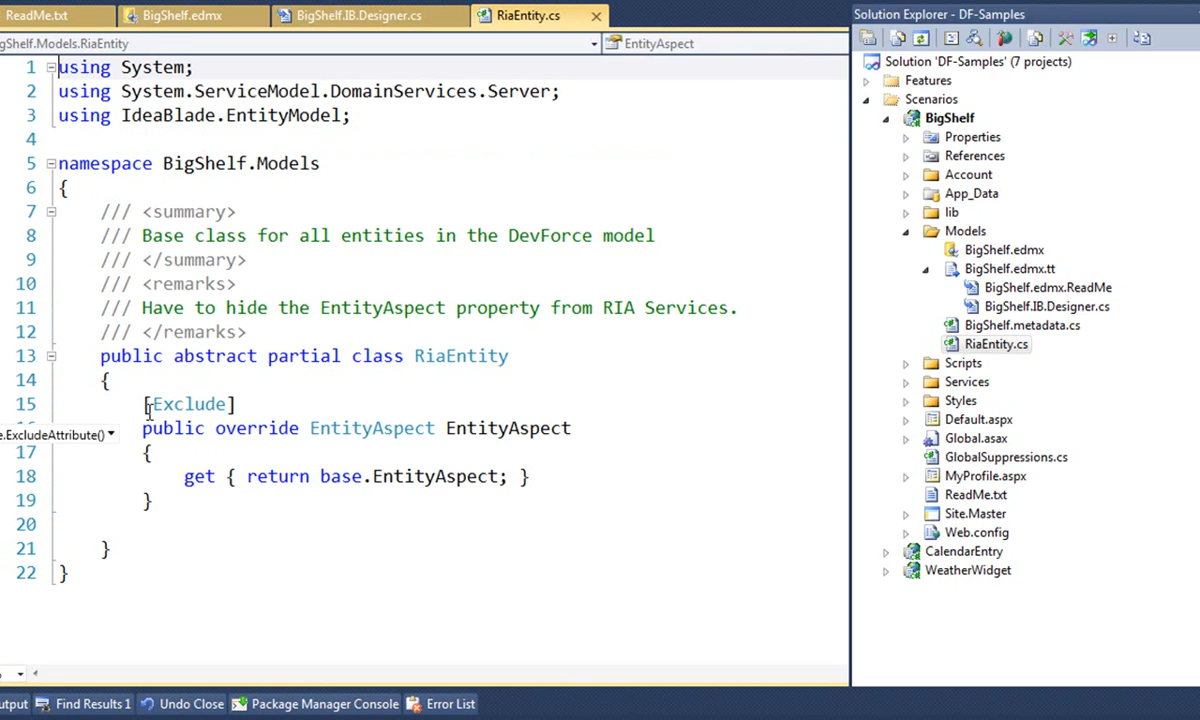 ReadMe.txt
BigShelf.edmx
BigShelf.IB.Designer.cs
RiaEntity.cs
Solution Explorer - DF-Samples
gShelf.Models.RiaEntity
EntityAspect
1 using System;
2 using System.ServiceModel.DomainServices.Server;
3 using IdeaBlade.EntityModel;
4
5 namespace BigShelf.Models
6 {
7 /// <summary>
8 /// Base class for all entities in the DevForce model
9 /// </summary>
10 /// <remarks>
11 /// Have to hide the EntityAspect property from RIA Services.
12 /// </remarks>
13 public abstract partial class RiaEntity
14 {
15 [Exclude]
public override EntityAspect EntityAspect
e.ExcludeAttribute()
17 {
18 get { return base.EntityAspect; }
19 }
20
21 }
22 }
Solution 'DF-Samples' (7 projects)
Features
Scenarios
BigShelf
Properties
References
Account
App_Data
lib
Models
BigShelf.edmx
BigShelf.edmx.tt
BigShelf.edmx.ReadMe
BigShelf.IB.Designer.cs
BigShelf.metadata.cs
RiaEntity.cs
Scripts
Services
Styles
Default.aspx
Global.asax
GlobalSuppressions.cs
MyProfile.aspx
ReadMe.txt
Site.Master
Web.config
CalendarEntry
WeatherWidget
utput
Find Results 1
Undo Close
Package Manager Console
Error List